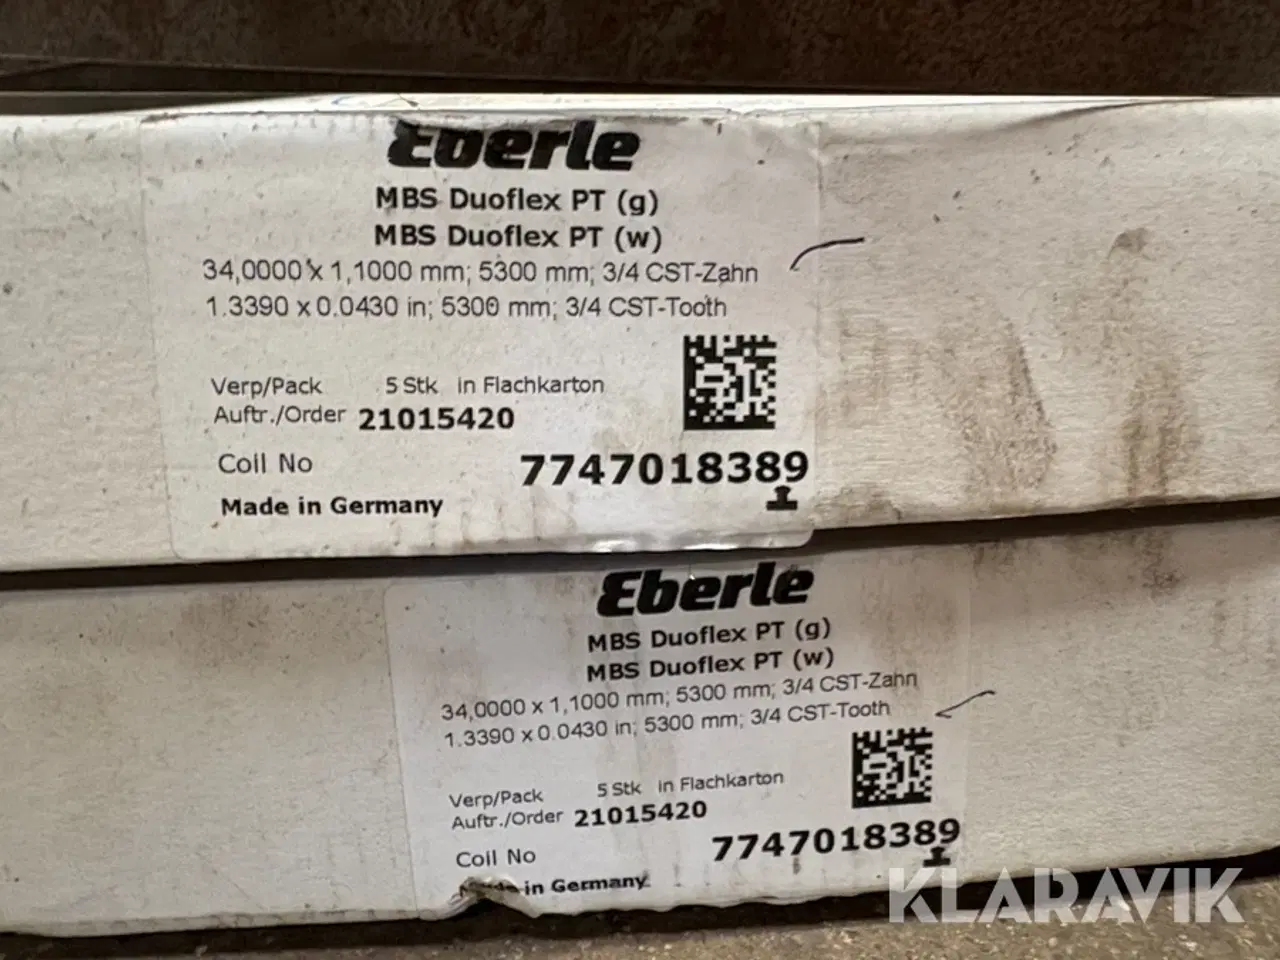 Eberle
MBS Duoflex PT (g)
MBS Duoflex PT (w)
34,0000 x 1,1000 mm; 5300 mm; 3/4 CST-Zahn
1.3390 x 0.0430 in; 5300 mm; 3/4 CST-Tooth
Verp/Pack 5 Stk in Flachkarton
Auftr./Order 21015420
Coil No 7747018389
Made in Germany
Eberle
MBS Duoflex PT (g)
MBS Duoflex PT (w)
34,0000 x 1,1000 mm; 5300 mm; 3/4 CST-Zahn
1.3390 x 0.0430 in; 5300 mm; 3/4 CST-Tooth
Verp/Pack 5 Stk in Flachkarton
Auftr./Order 21015420
Coil No 7747018389
Made in Germany
KLARAVIK